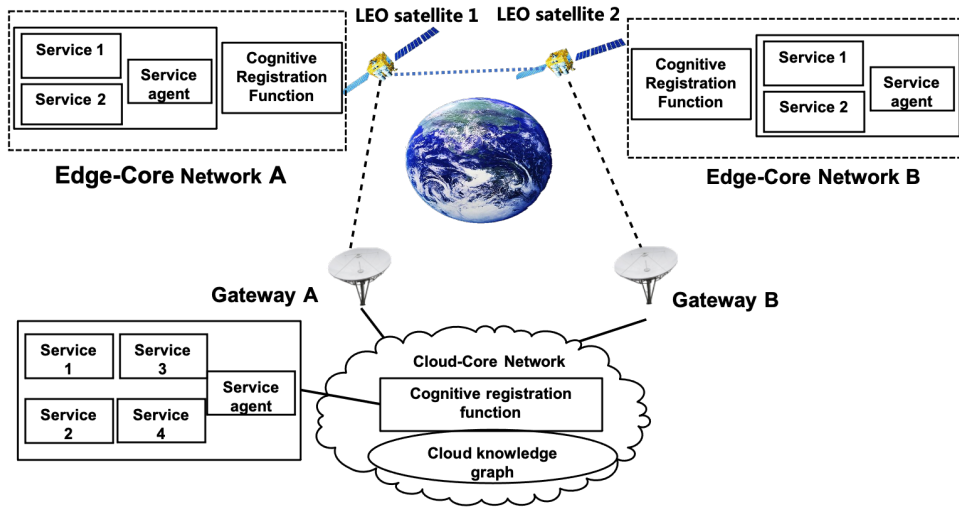 LEO satellite 1
LEO satellite 2
Service 1
Service 2
Service
agent
Cognitive
Registration
Function
Edge-Core Network A
Cognitive
Registration
Function
Service 1
Service 2
Service
agent
Edge-Core Network B
Gateway A
Gateway B
Service
1
Service
3
Service
2
Service
4
Service
agent
Cloud-Core Network
Cognitive registration
function
Cloud knowledge
graph